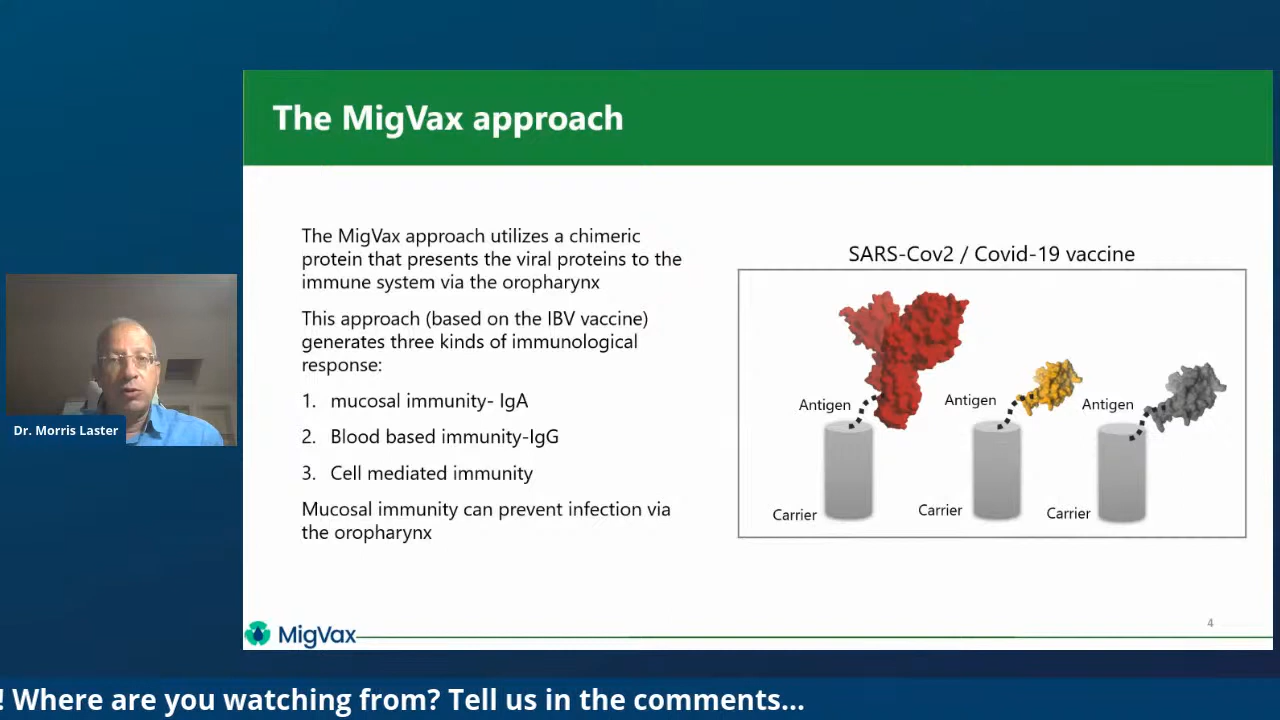 The MigVax approach
The MigVax approach utilizes a chimeric
protein that presents the viral proteins to the
immune system via the oropharynx
This approach (based on the IBV vaccine)
generates three kinds of immunological
response:
1. mucosal immunity- IgA
2. Blood based immunity-IgG
3. Cell mediated immunity
Mucosal immunity can prevent infection via
the oropharynx
SARS-Cov2 / Covid-19 vaccine
Antigen
Antigen
Antigen
Carrier
Carrier
Carrier
Dr. Morris Laster
4
MigVax
! Where are you watching from? Tell us in the comments...